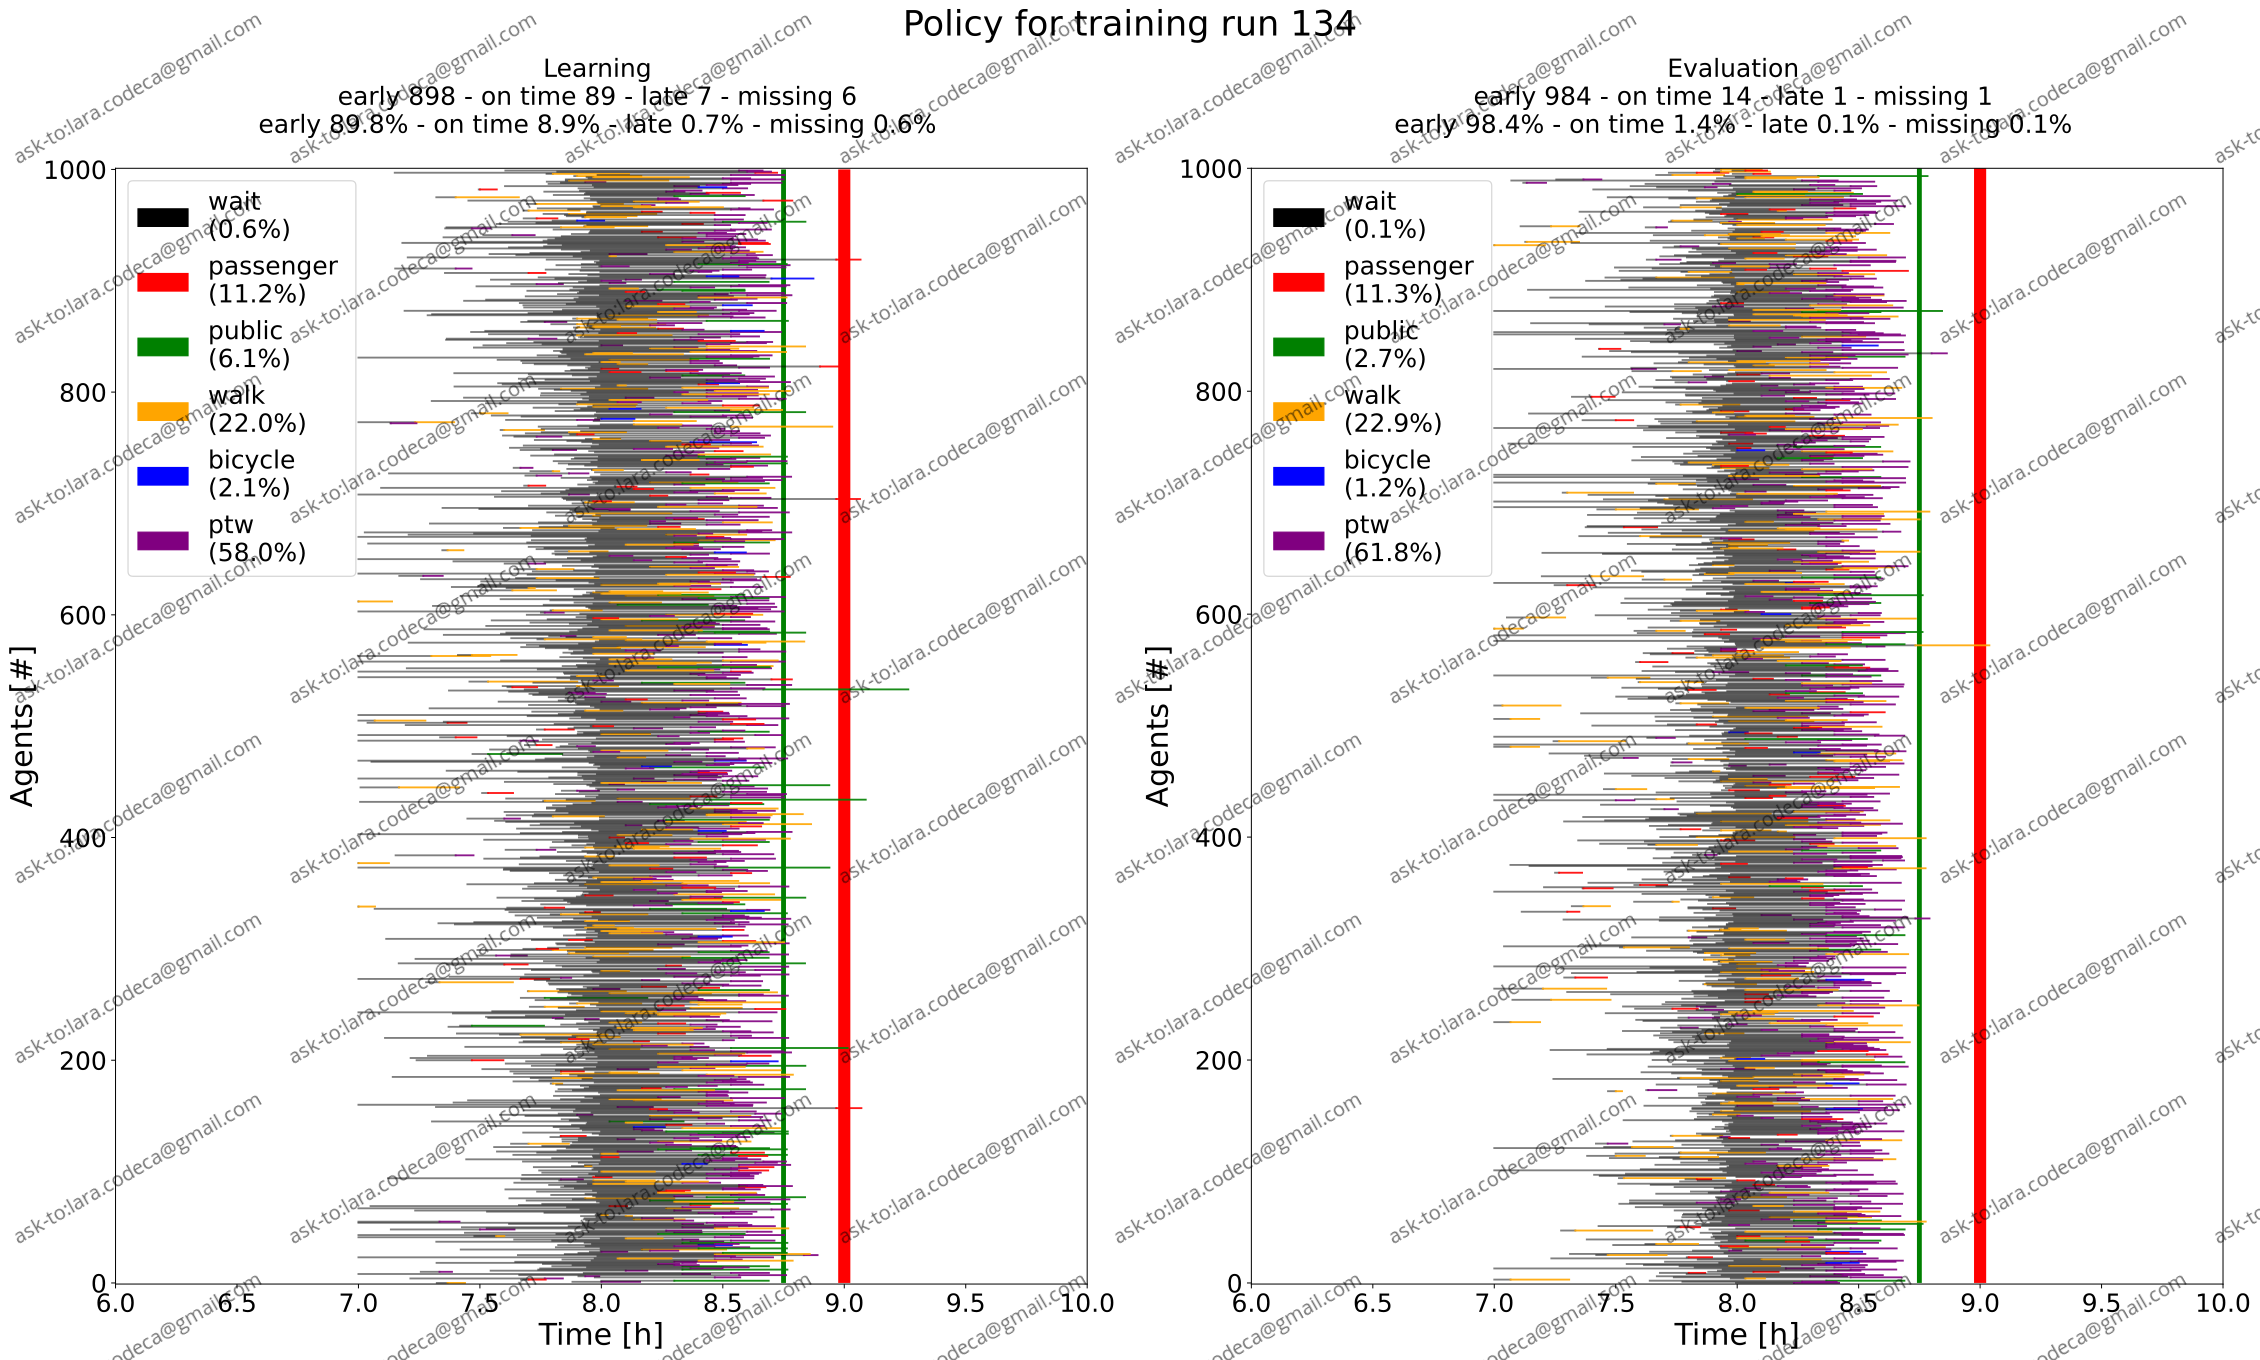 Policy for training run 134
Learning
early 898 - on time 89 - late 7 - missing 6
early 89.8% - on time 8.9% - late 0.7% - missing 0.6%
1000
800
600
400
200
0
Agents [#]
wait
(0.6%)
passenger
(11.2%)
public
(6.1%)
walk
(22.0%)
bicycle
(2.1%)
ptw
(58.0%)
6.0 6.5 7.0 7.5 8.0 8.5 9.0 9.5 10.0
Time [h]
Evaluation
early 984 - on time 14 - late 1 - missing 1
early 98.4% - on time 1.4% - late 0.1% - missing 0.1%
1000
800
600
400
200
0
Agents [#]
wait
(0.1%)
passenger
(11.3%)
public
(2.7%)
walk
(22.9%)
bicycle
(1.2%)
ptw
(61.8%)
6.0 6.5 7.0 7.5 8.0 8.5 9.0 9.5 10.0
Time [h]
ask-to:lara.codeca@gmail.com